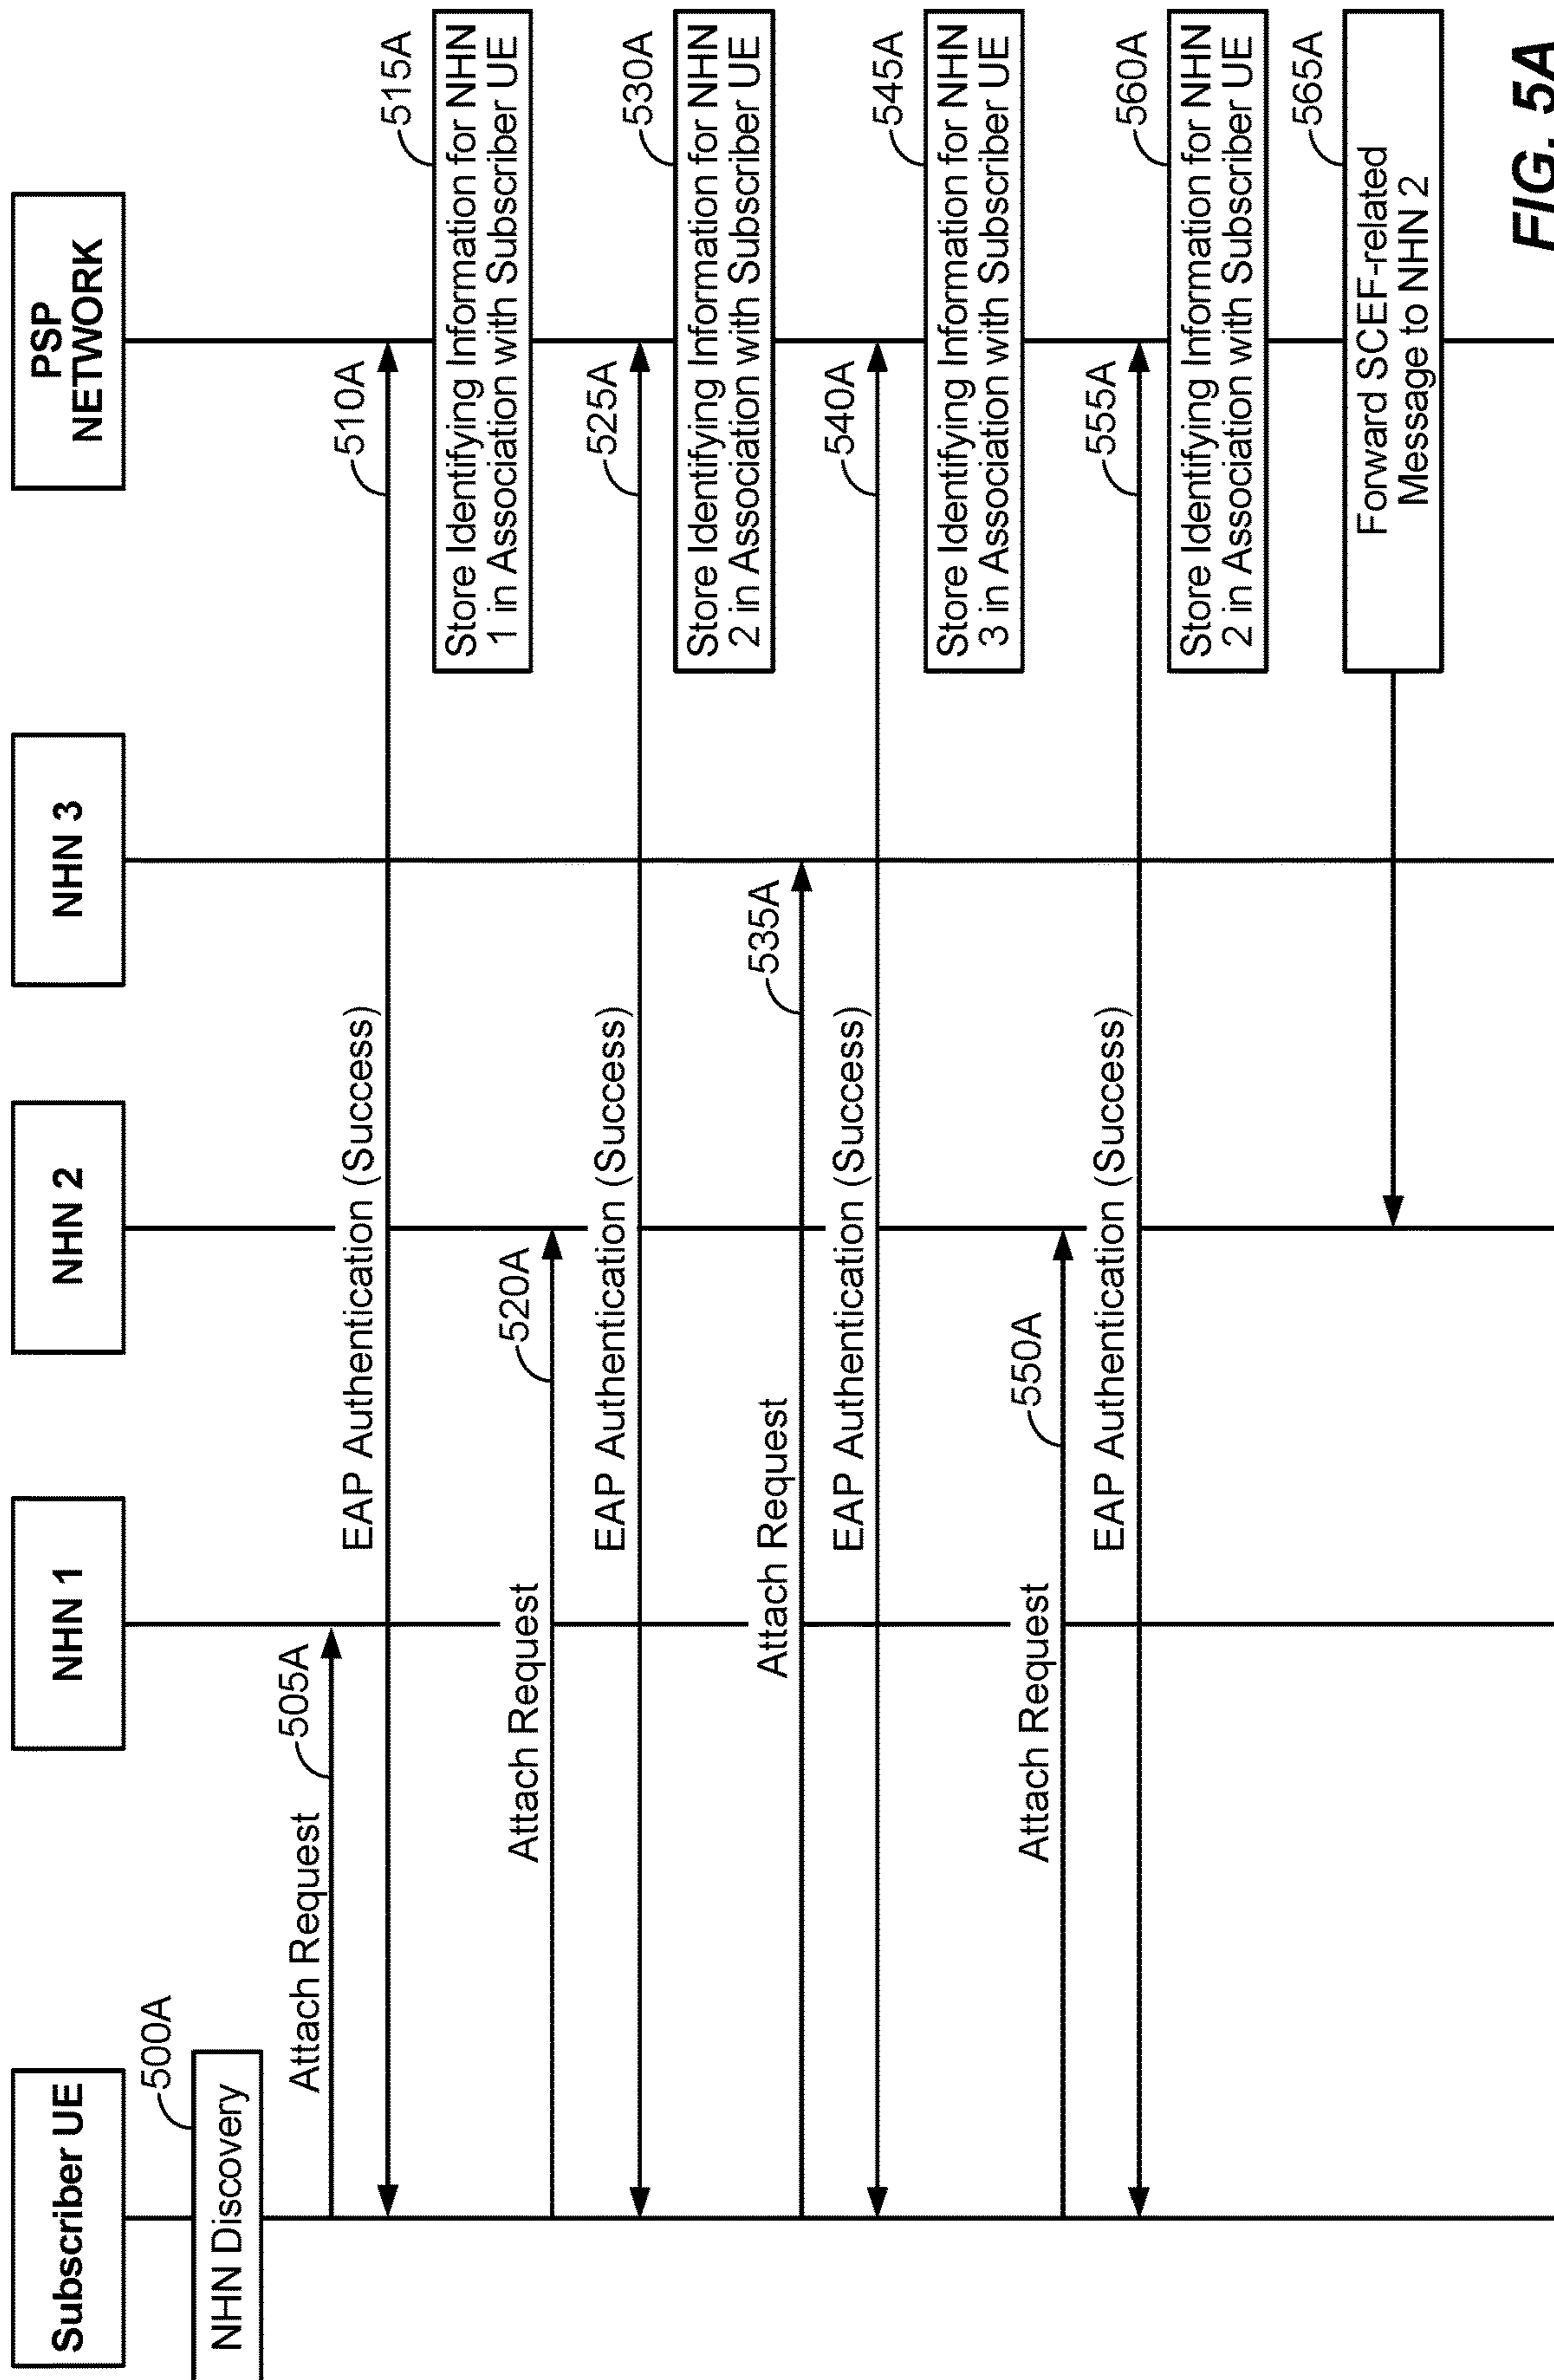 Subscriber UE
NHN 1
NHN 2
NHN 3
PSP
NETWORK
500A
NHN Discovery
Attach Request
505A
EAP Authentication (Success)
510A
515A
Store Identifying Information for NHN
1 in Association with Subscriber UE
Attach Request
520A
EAP Authentication (Success)
525A
530A
Store Identifying Information for NHN
2 in Association with Subscriber UE
Attach Request
535A
EAP Authentication (Success)
540A
545A
Store Identifying Information for NHN
3 in Association with Subscriber UE
Attach Request
550A
EAP Authentication (Success)
555A
560A
Store Identifying Information for NHN
2 in Association with Subscriber UE
565A
Forward SCEF-related
Message to NHN 2
FIG. 5A